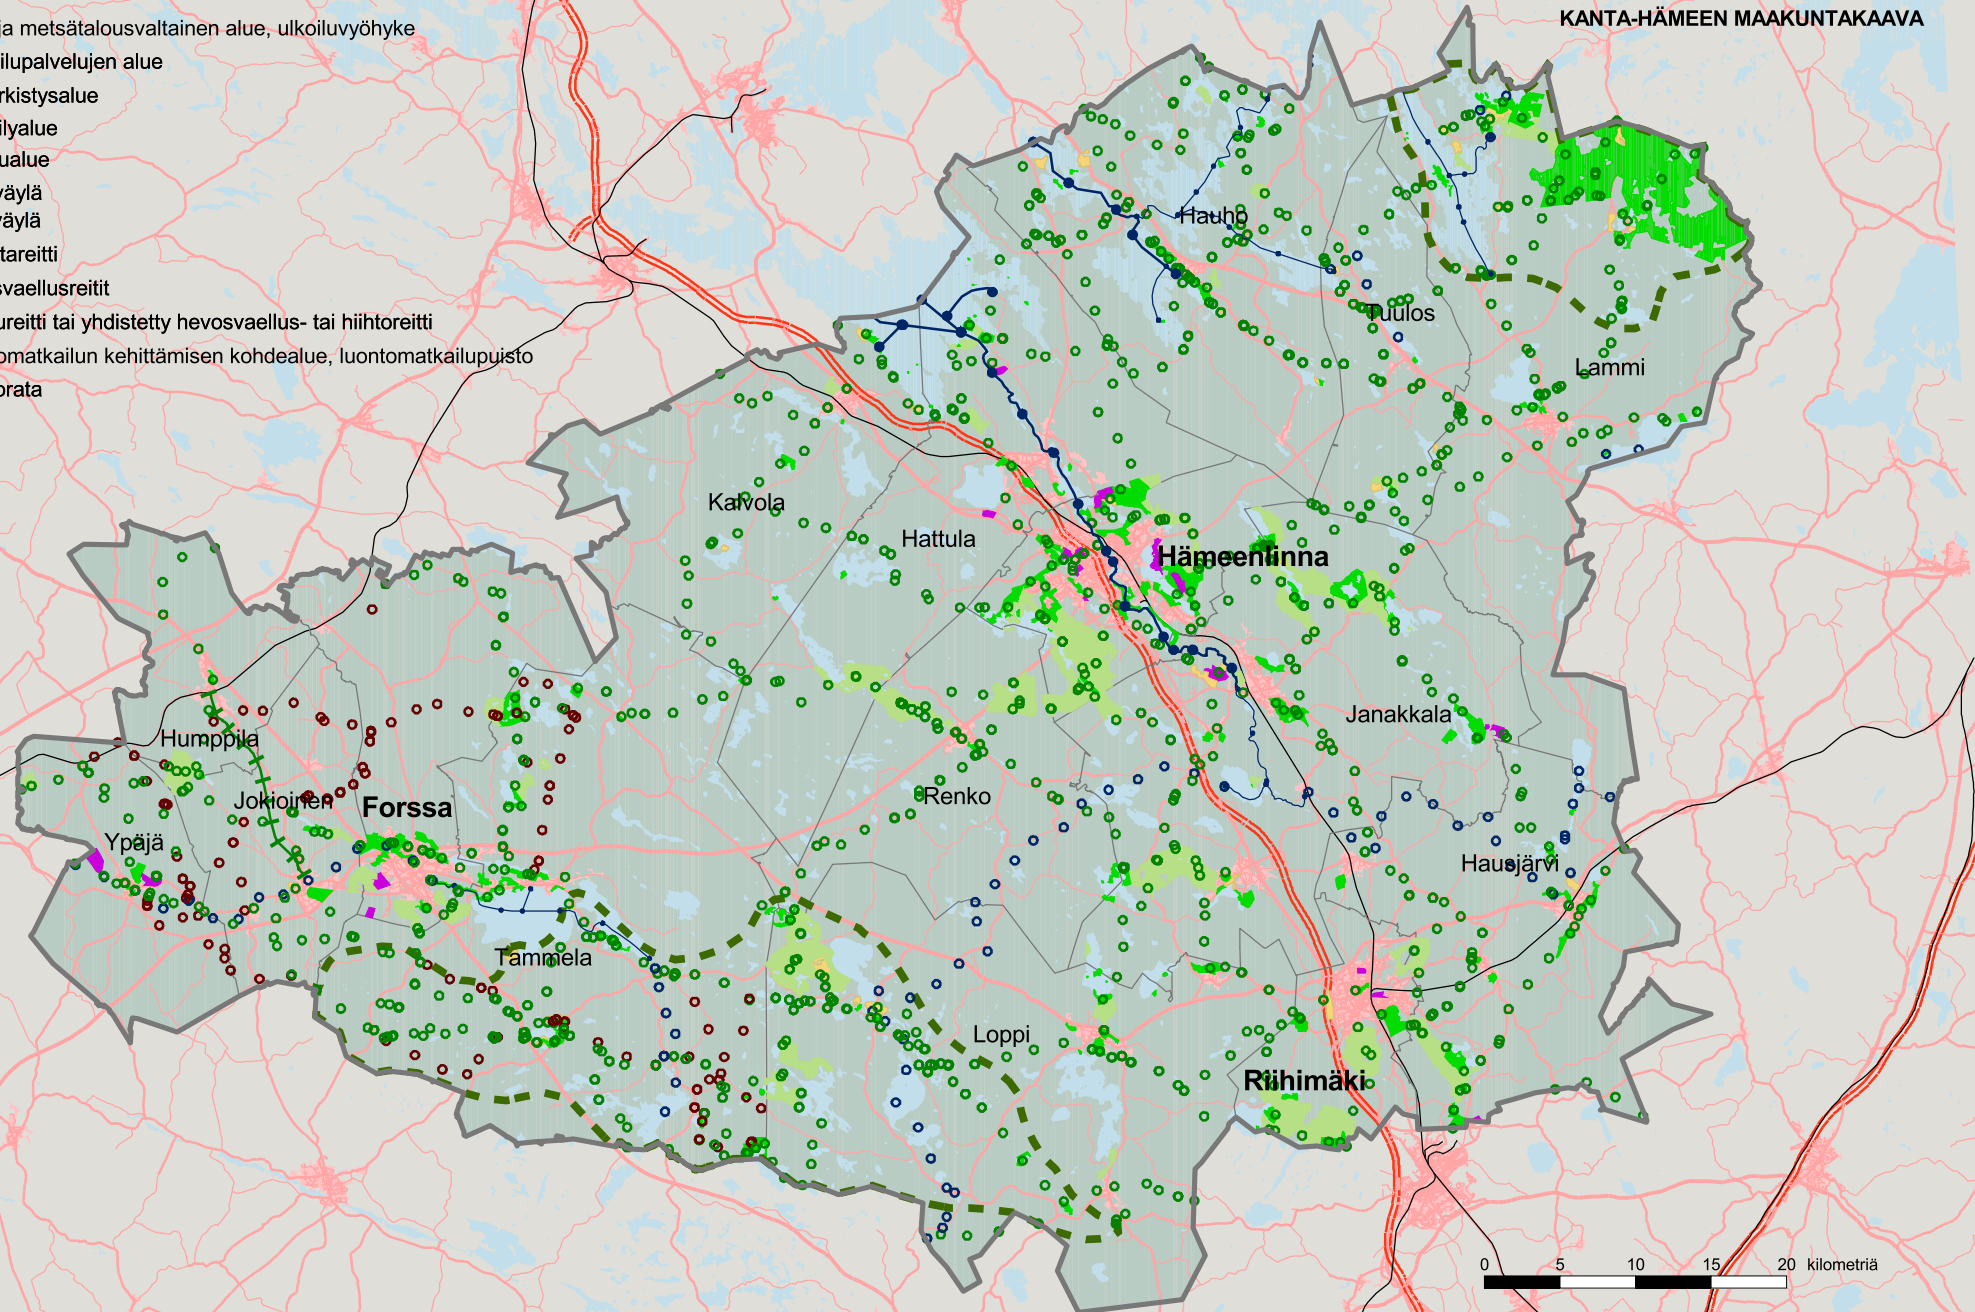 KANTA-HÄMEEN MAAKUNTAKAAVA
ja metsätalousvaltainen alue, ulkoiluvyöhyke
ilupalvelujen alue
rkistysalue
ilyalue
ualue
väylä
väylä
tareitti
svaellusreitit
ureitti tai yhdistetty hevosvaellus- tai hiihtoreitti
omatkailun kehittämisen kohdealue, luontomatkailupuisto
orata
Hauho
Tuulos
Lammi
Kalvola
Hattula
Hämeenlinna
Janakkala
Humppila
Jokioinen
Forssa
Renko
Ypäjä
Hausjärvi
Tammela
Loppi
Riihimäki
0 5 10 15 20 kilometriä